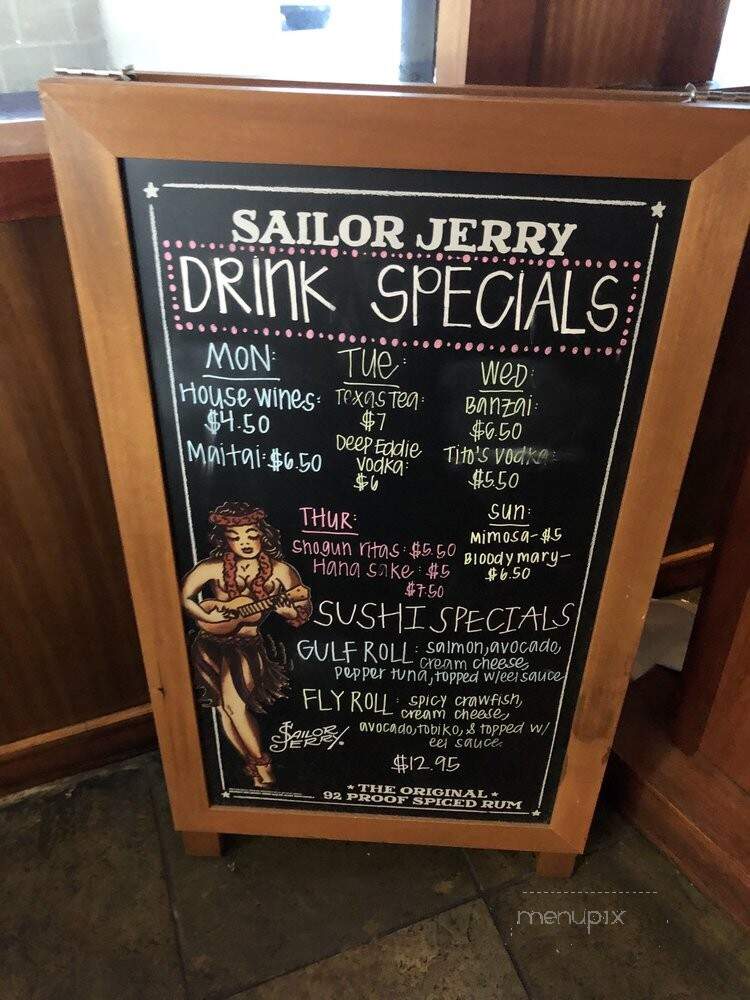 SAILOR JERRY
DRINK SPECIALS
MON:
House wines:
$4.50
Maitai: $6.50
TUE:
Texas Tea:
$7
Deep Eddie
vodka:
$6
WED:
Banzai:
$6.50
Tito's vodka:
$5.50
THUR:
Shogun ritas: $5.50
Hana sake: $5
$7.50
SUN:
Mimosa-$5
Bloodymary-
$6.50
SUSHI SPECIALS
GULF ROLL: salmon, avocado,
cream cheese,
pepper tuna, topped w/eel sauce
FLY ROLL: spicy crawfish,
cream cheese,
avocado, tobiko, & topped w/
eel sauce.
$12.95
SAILOR
JERRY
THE ORIGINAL
92 PROOF SPICED RUM
menupix